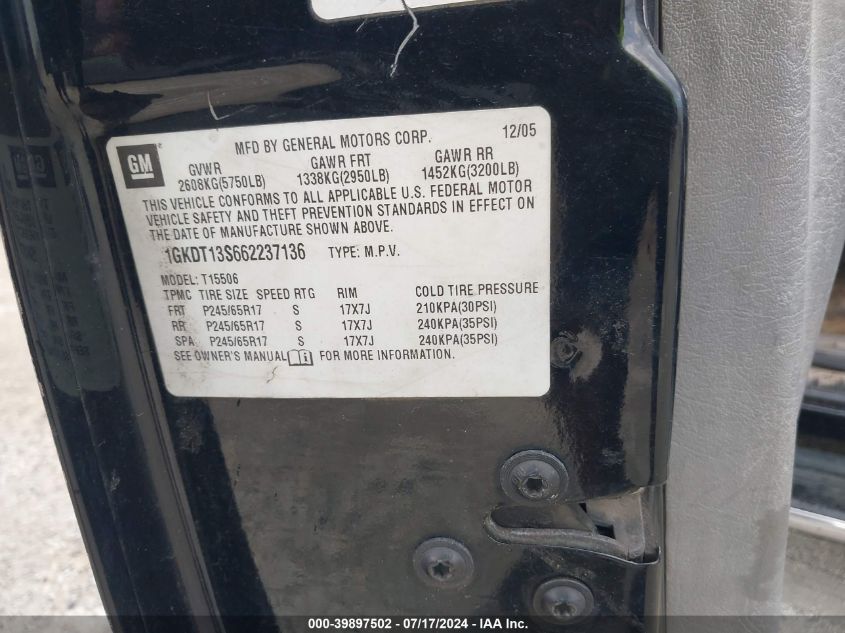 MFD BY GENERAL MOTORS CORP. 12/05
GM
GVWR GAWR FRT GAWR RR
2608KG(5750LB) 1338KG(2950LB) 1452KG(3200LB)
THIS VEHICLE CONFORMS TO ALL APPLICABLE U.S. FEDERAL MOTOR
VEHICLE SAFETY AND THEFT PREVENTION STANDARDS IN EFFECT ON
THE DATE OF MANUFACTURE SHOWN ABOVE.
1GKDT13S662237136 TYPE: M.P.V.
MODEL: T15506
TPMC TIRE SIZE SPEED RTG RIM COLD TIRE PRESSURE
FRT P245/65R17 S 17X7J 210KPA(30PSI)
RR P245/65R17 S 17X7J 240KPA(35PSI)
SPA P245/65R17 S 17X7J 240KPA(35PSI)
SEE OWNER'S MANUAL FOR MORE INFORMATION.
000-39897502 - 07/17/2024 - IAA Inc.